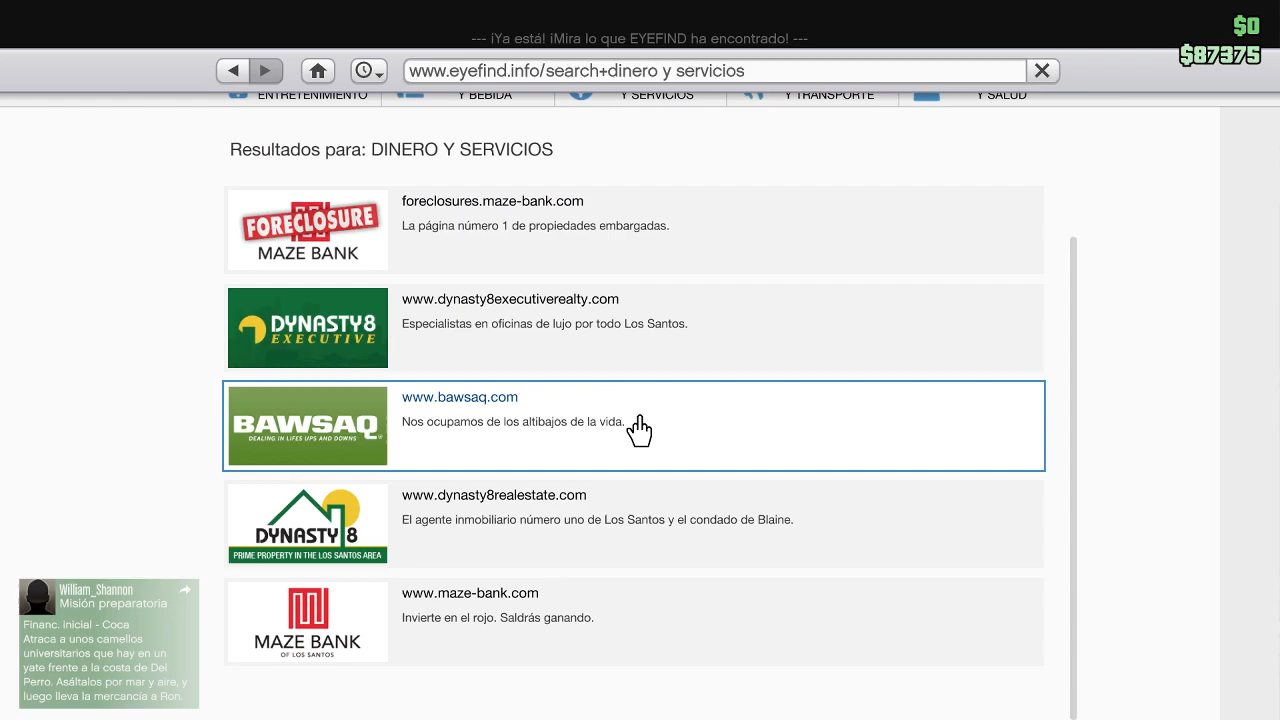 --- ¡Ya está! ¡Mira lo que EYEFIND ha encontrado! ---
$0
$87375
www.eyefind.info/search+dinero y servicios
ENTRETENIMIENTO
Y BEBIDA
Y SERVICIOS
Y TRANSPORTE
Y SALUD
Resultados para: DINERO Y SERVICIOS
FORECLOSURE
MAZE BANK
foreclosures.maze-bank.com
La página número 1 de propiedades embargadas.
DYNASTY 8
EXECUTIVE
www.dynasty8executiverealty.com
Especialistas en oficinas de lujo por todo Los Santos.
BAWSAQ
DEALING IN LIFES UPS AND DOWNS
www.bawsaq.com
Nos ocupamos de los altibajos de la vida.
DYNASTY 8
PRIME PROPERTY IN THE LOS SANTOS AREA
www.dynasty8realestate.com
El agente inmobiliario número uno de Los Santos y el condado de Blaine.
MAZE BANK
OF LOS SANTOS
www.maze-bank.com
Invierte en el rojo. Saldrás ganando.
William_Shannon
Misión preparatoria
Financ. inicial - Coca
Atraca a unos camellos
universitarios que hay en un
yate frente a la costa de Del
Perro. Asáltalos por mar y aire, y
luego lleva la mercancía a Ron.